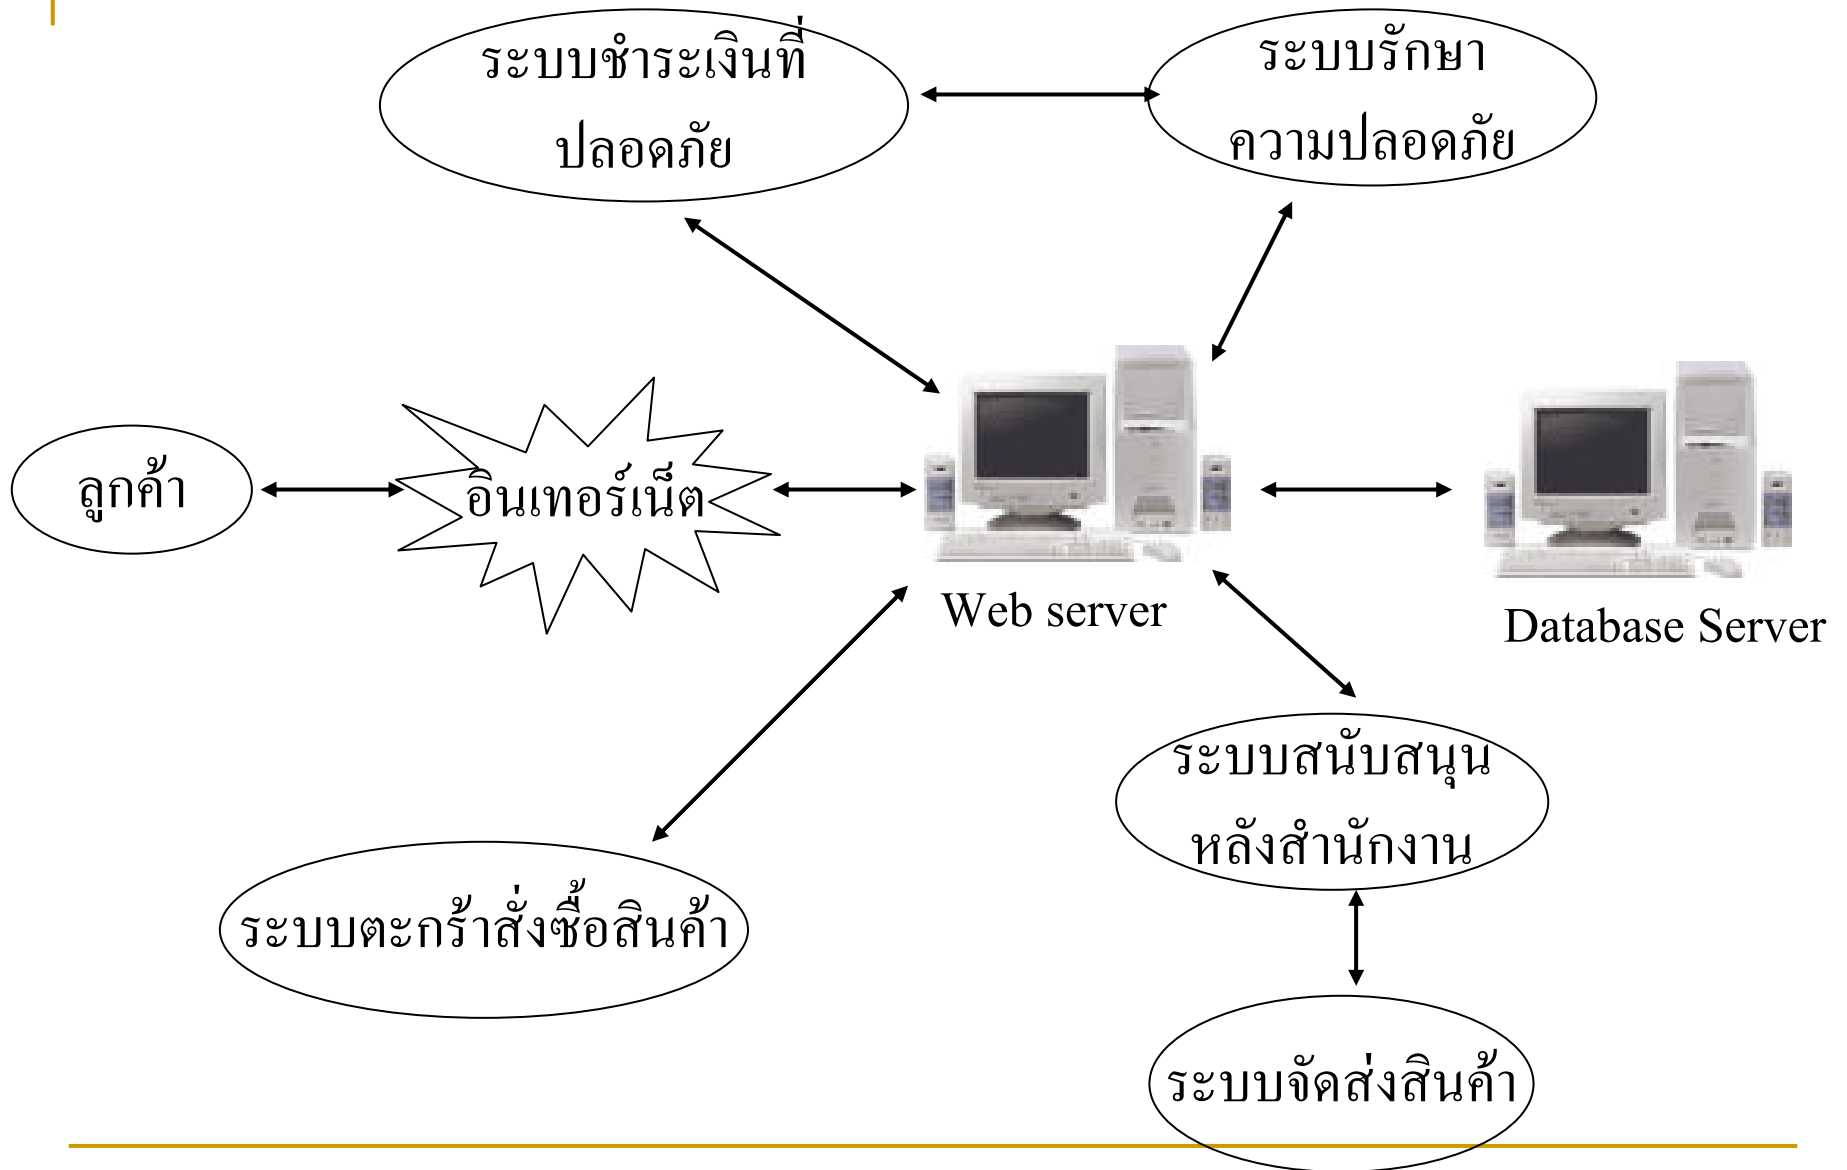 ระบบชำระเงินที่
ปลอดภัย
ระบบรักษา
ความปลอดภัย
ลูกค้า
อินเทอร์เน็ต
Web server
Database Server
ระบบสนับสนุน
หลังสำนักงาน
ระบบตะกร้าสั่งซื้อสินค้า
ระบบจัดส่งสินค้า